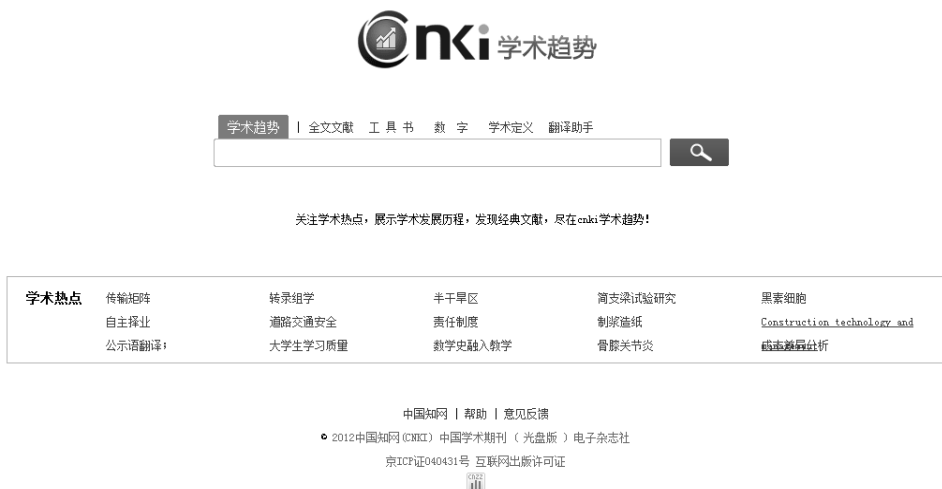 Cnki 学术趋势
学术趋势 | 全文文献 工具书 数字 学术定义 翻译助手
关注学术热点，展示学术发展历程，发现经典文献，尽在cnki学术趋势！
学术热点 传输矩阵 转录组学 半干旱区 简支梁试验研究 黑素细胞
自主择业 道路交通安全 责任制度 制浆造纸 Construction technology and
公示语翻译； 大学生学习质量 数学史融入教学 骨膝关节炎
中国知网 | 帮助 | 意见反馈
© 2012中国知网(CNKI) 中国学术期刊（光盘版）电子杂志社
京ICP证040431号 互联网出版许可证